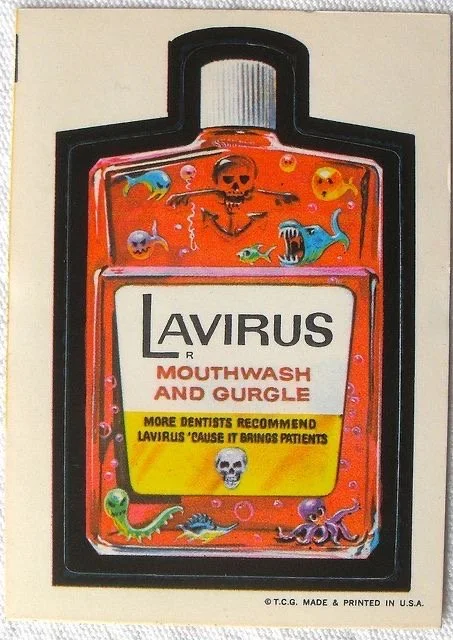 LAVIRUS
R
MOUTHWASH
AND GURGLE
MORE DENTISTS RECOMMEND
LAVIRUS 'CAUSE IT BRINGS PATIENTS
© T.C.G. MADE & PRINTED IN U.S.A.